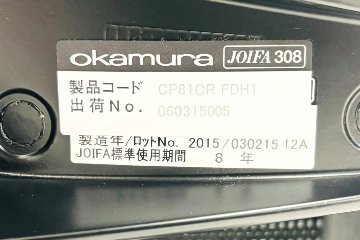 okamura JOIFA 308
製品コード CP81CR FDH1
出荷No. 060315005
製造年/ロットNo. 2015/030215 12A
JOIFA標準使用期間 8 年